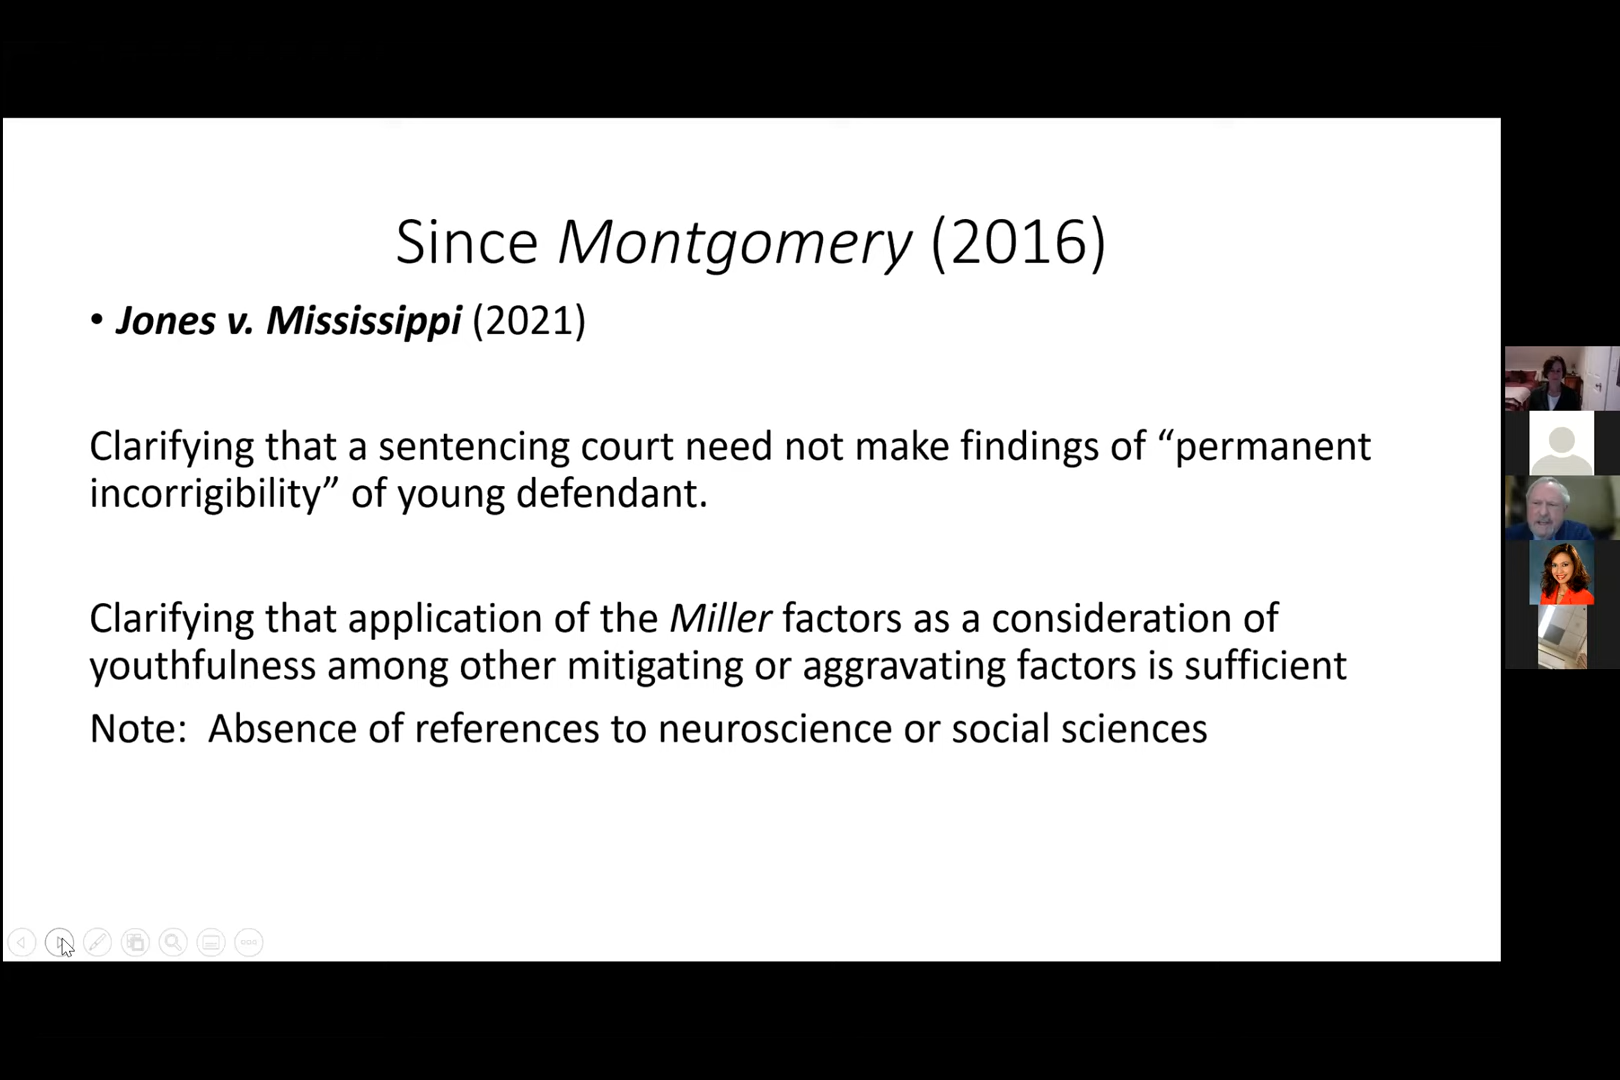 Since Montgomery (2016)
• Jones v. Mississippi (2021)
Clarifying that a sentencing court need not make findings of “permanent
incorrigibility” of young defendant.
Clarifying that application of the Miller factors as a consideration of
youthfulness among other mitigating or aggravating factors is sufficient
Note:  Absence of references to neuroscience or social sciences